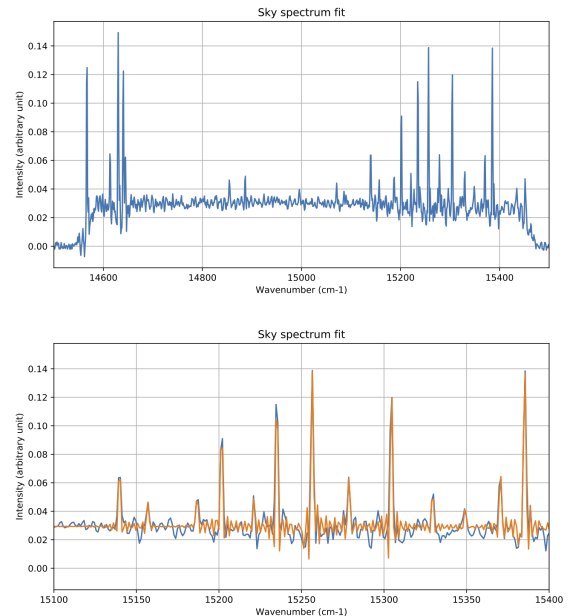 Sky spectrum fit
0.14
0.12
0.10
0.08
0.06
0.04
0.02
0.00
Intensity (arbitrary unit)
14600 14800 15000 15200 15400
Wavenumber (cm-1)
Sky spectrum fit
0.14
0.12
0.10
0.08
0.06
0.04
0.02
0.00
Intensity (arbitrary unit)
15100 15150 15200 15250 15300 15350 15400
Wavenumber (cm-1)